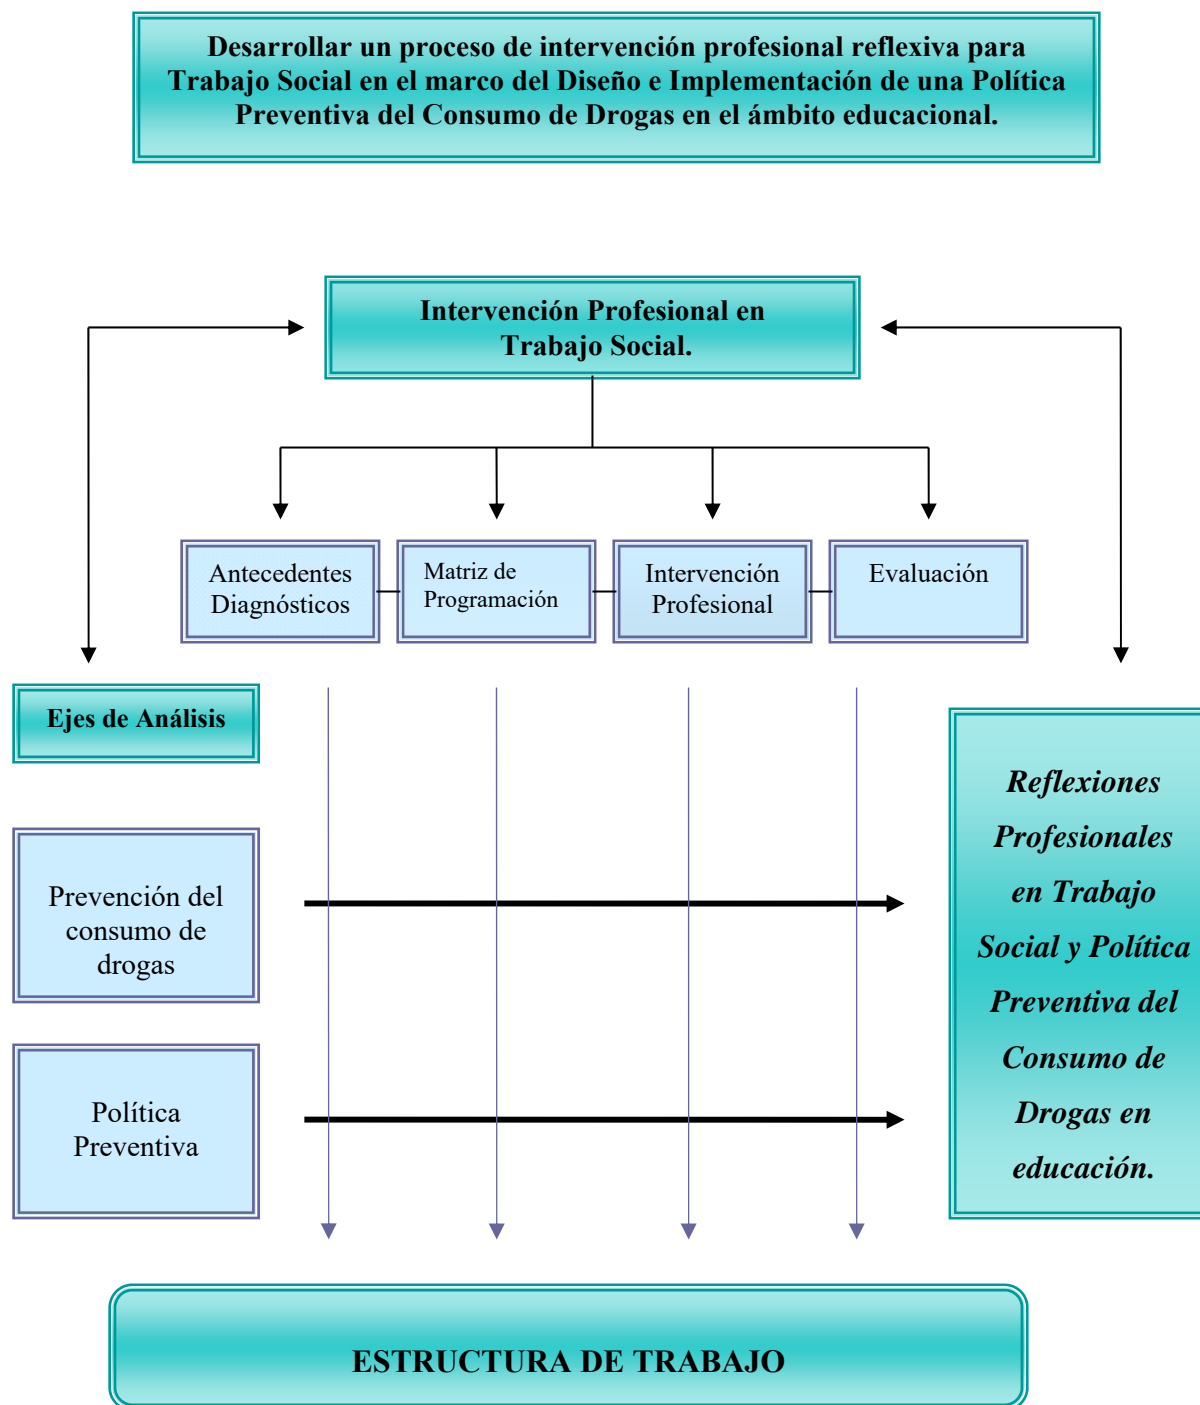 Desarrollar un proceso de intervención profesional reflexiva para
Trabajo Social en el marco del Diseño e Implementación de una Política
Preventiva del Consumo de Drogas en el ámbito educacional.
Intervención Profesional en
Trabajo Social.
Antecedentes
Diagnósticos
Matriz de
Programación
Intervención
Profesional
Evaluación
Ejes de Análisis
Prevención del
consumo de
drogas
Política
Preventiva
Reflexiones
Profesionales
en Trabajo
Social y Política
Preventiva del
Consumo de
Drogas en
educación.
ESTRUCTURA DE TRABAJO